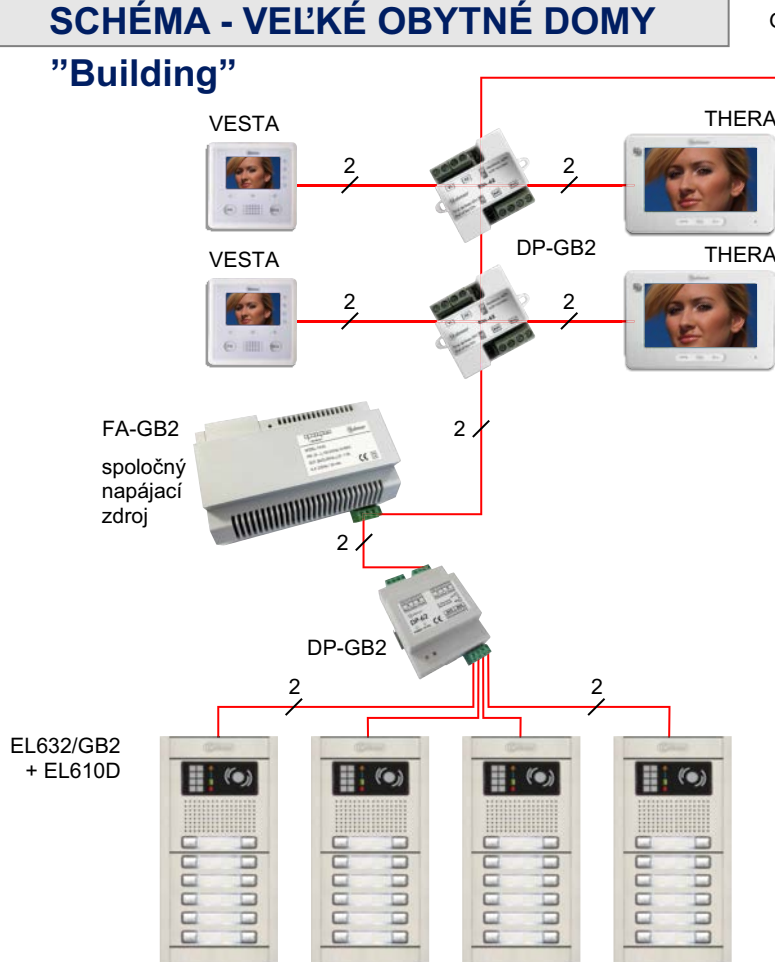 SCHÉMA - VEĽKÉ OBYTNÉ DOMY
”Building”
VESTA
THERA
2
2
DP-GB2
VESTA
THERA
2
2
FA-GB2
spoločný
napájací
zdroj
2
2
DP-GB2
2
2
EL632/GB2
+ EL610D